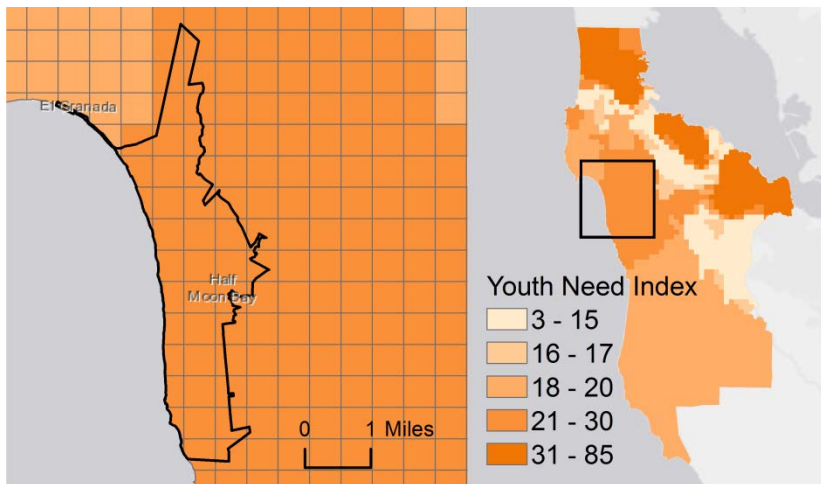 El Granada
Half
Moon Bay
0 1 Miles
Youth Need Index
3 - 15
16 - 17
18 - 20
21 - 30
31 - 85